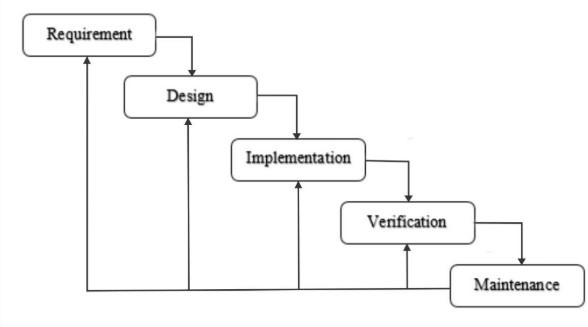 Requirement
Design
Implementation
Verification
Maintenance